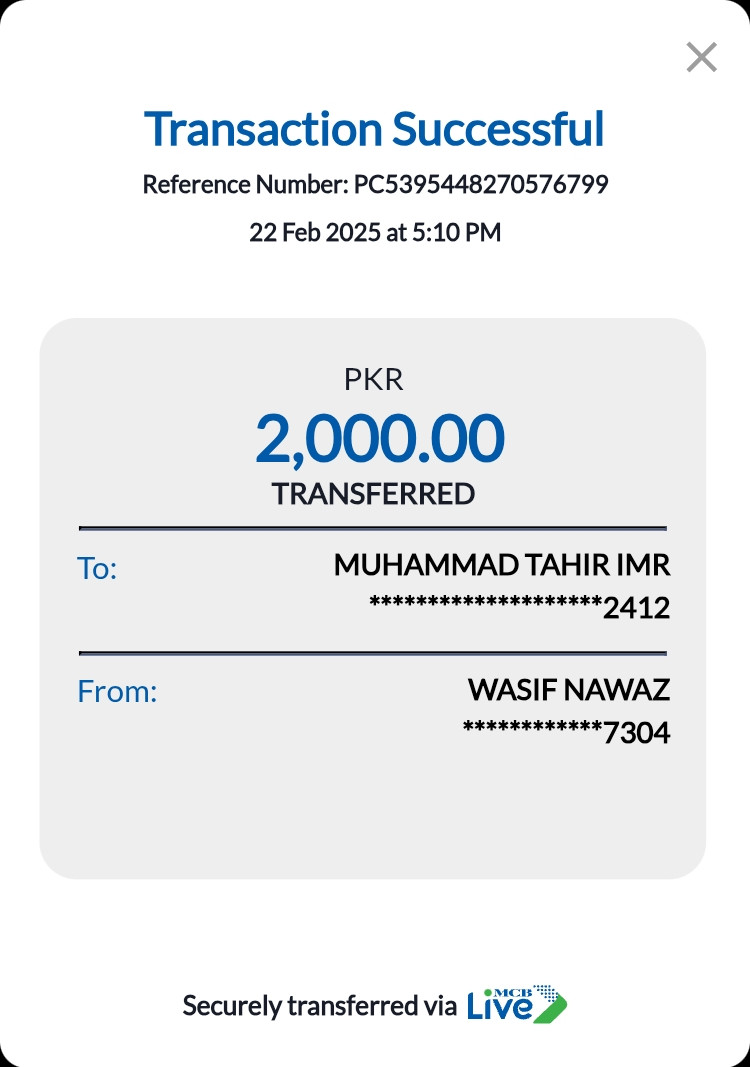 Transaction Successful
Reference Number: PC5395448270576799
22 Feb 2025 at 5:10 PM
PKR
2,000.00
TRANSFERRED
To: MUHAMMAD TAHIR IMR
********************2412
From: WASIF NAWAZ
************7304
Securely transferred via MCB Live